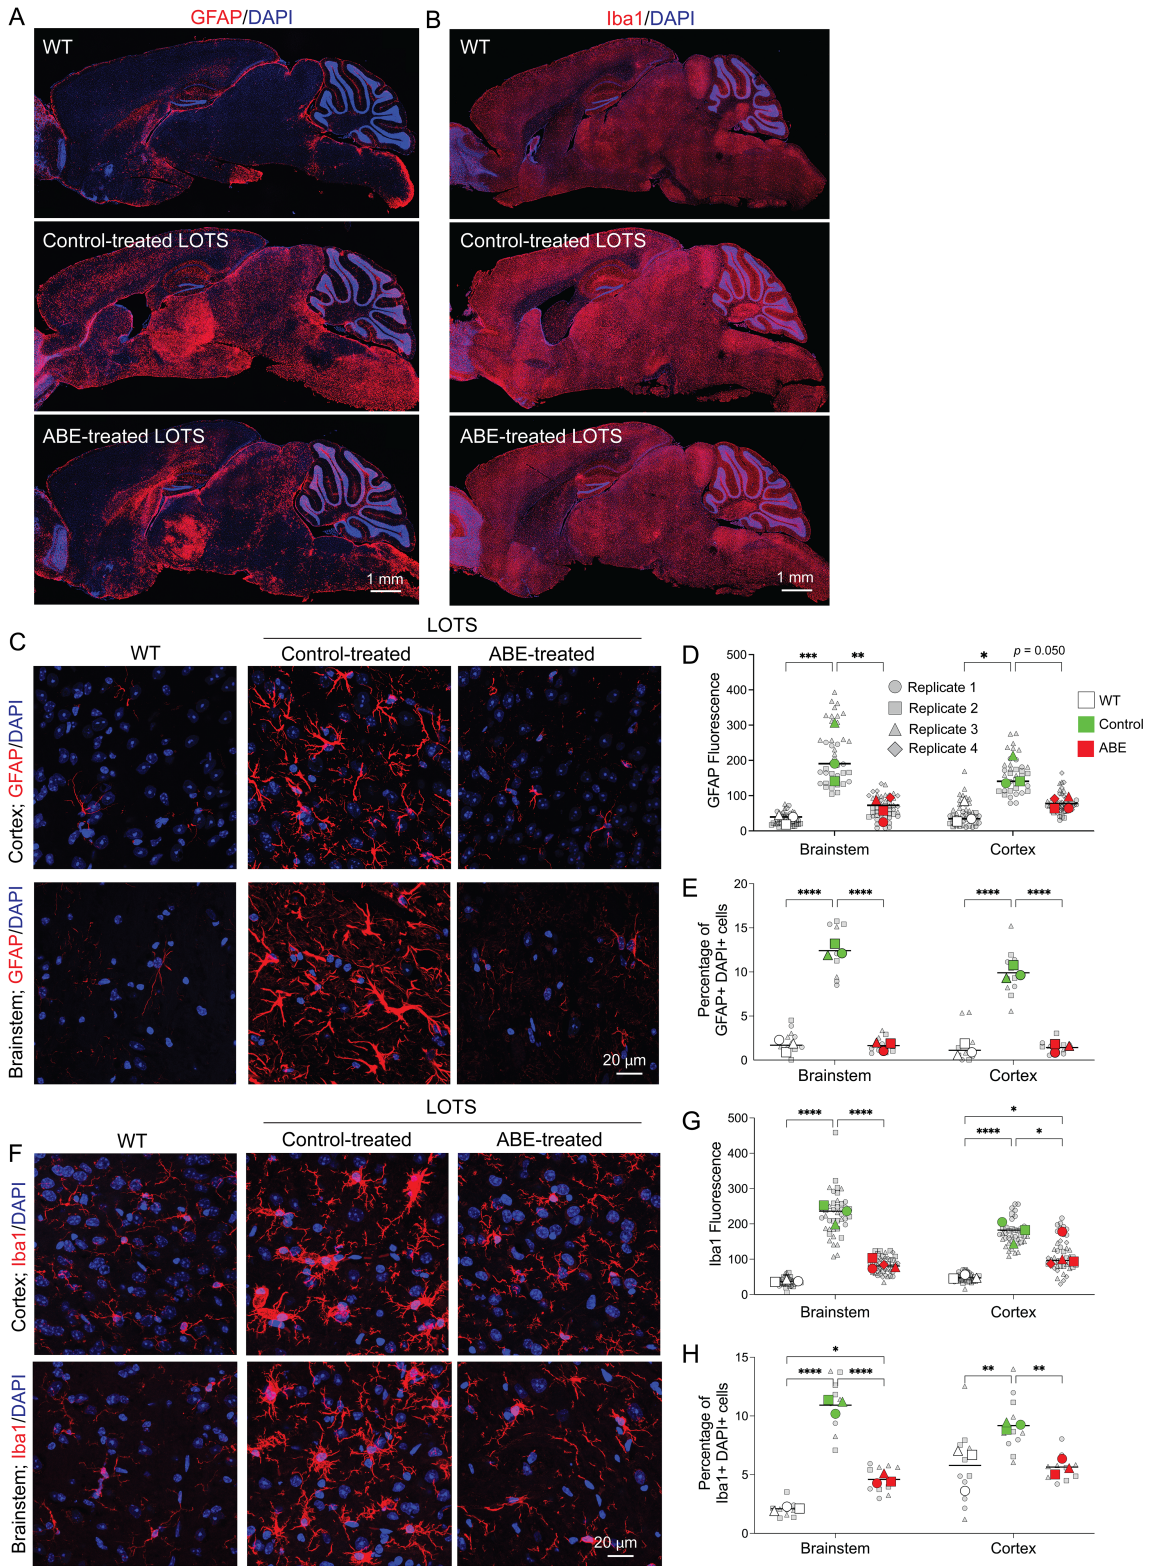 A
GFAP/DAPI
WT
Control-treated LOTS
ABE-treated LOTS
1 mm
B
Iba1/DAPI
WT
Control-treated LOTS
ABE-treated LOTS
1 mm
C
LOTS
WT
Control-treated
ABE-treated
Cortex; GFAP/DAPI
Brainstem; GFAP/DAPI
20 µm
D
GFAP Fluorescence
500
400
300
200
100
0
***
**
*
p = 0.050
Replicate 1
Replicate 2
Replicate 3
Replicate 4
WT
Control
ABE
Brainstem
Cortex
E
Percentage of
GFAP+ DAPI+ cells
20
15
10
5
0
****
****
****
****
Brainstem
Cortex
F
LOTS
WT
Control-treated
ABE-treated
Cortex; Iba1/DAPI
Brainstem; Iba1/DAPI
20 µm
G
Iba1 Fluorescence
500
400
300
200
100
0
****
****
*
****
*
Brainstem
Cortex
H
Percentage of
Iba1+ DAPI+ cells
15
10
5
0
*
****
****
**
**
Brainstem
Cortex